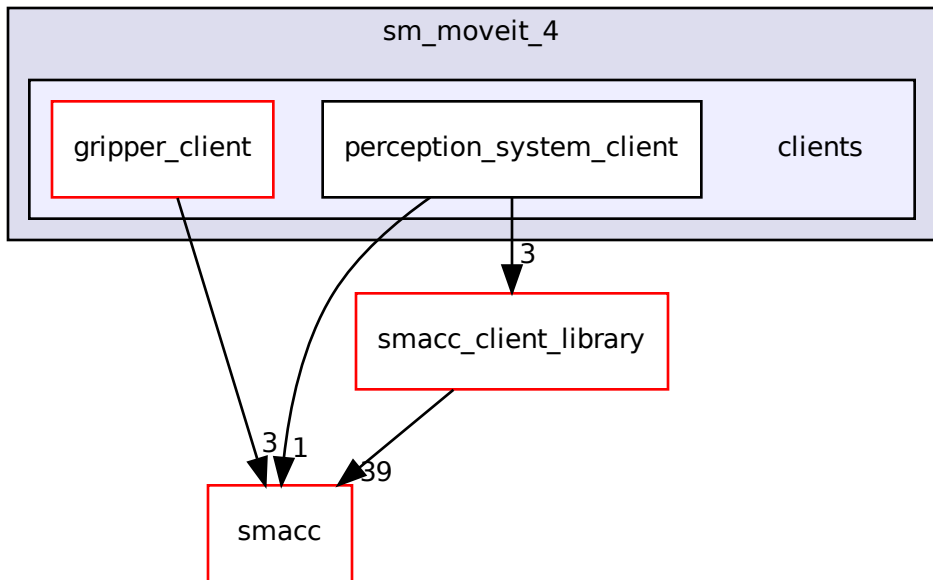 sm_moveit_4
gripper_client
perception_system_client
clients
3
smacc_client_library
3
1
39
smacc